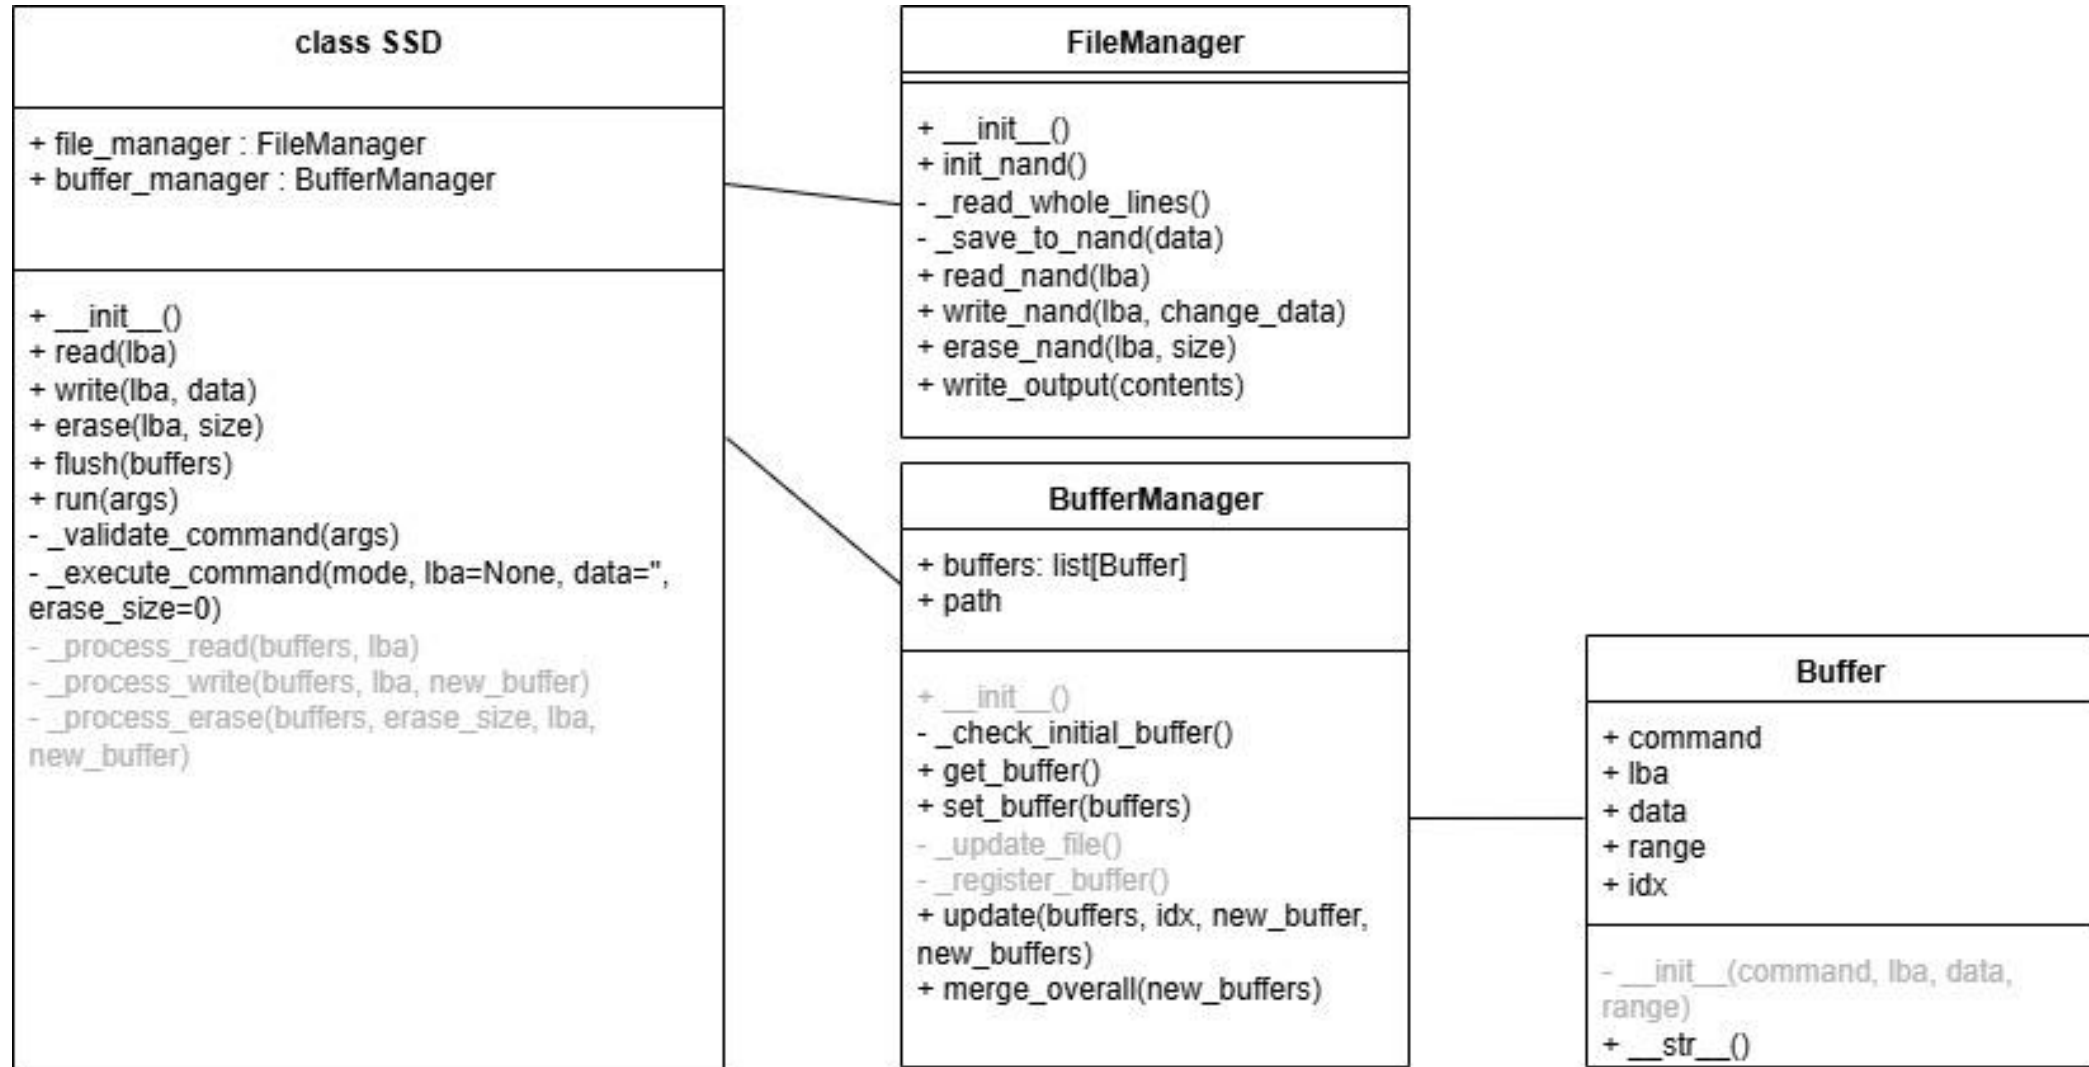 class SSD
+ file_manager : FileManager
+ buffer_manager : BufferManager
+ __init__()
+ read(lba)
+ write(lba, data)
+ erase(lba, size)
+ flush(buffers)
+ run(args)
- _validate_command(args)
- _execute_command(mode, lba=None, data='',
erase_size=0)
- _process_read(buffers, lba)
- _process_write(buffers, lba, new_buffer)
- _process_erase(buffers, erase_size, lba,
new_buffer)
FileManager
+ __init__()
+ init_nand()
- _read_whole_lines()
- _save_to_nand(data)
+ read_nand(lba)
+ write_nand(lba, change_data)
+ erase_nand(lba, size)
+ write_output(contents)
BufferManager
+ buffers: list[Buffer]
+ path
+ __init__()
- _check_initial_buffer()
+ get_buffer()
+ set_buffer(buffers)
- _update_file()
- _register_buffer()
+ update(buffers, idx, new_buffer,
new_buffers)
+ merge_overall(new_buffers)
Buffer
+ command
+ lba
+ data
+ range
+ idx
- __init__(command, lba, data,
range)
+ __str__()